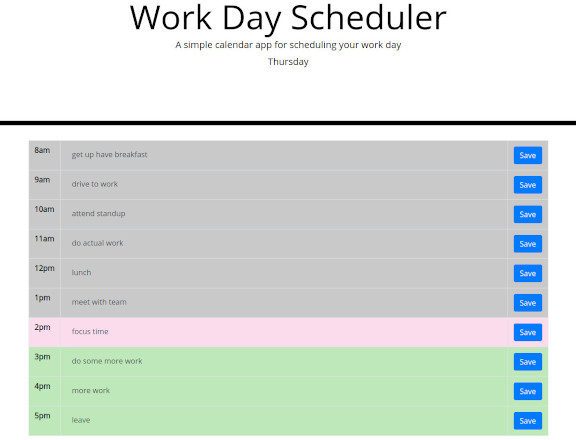 Work Day Scheduler
A simple calendar app for scheduling your work day
Thursday
8am get up have breakfast Save
9am drive to work Save
10am attend standup Save
11am do actual work Save
12pm lunch Save
1pm meet with team Save
2pm focus time Save
3pm do some more work Save
4pm more work Save
5pm leave Save